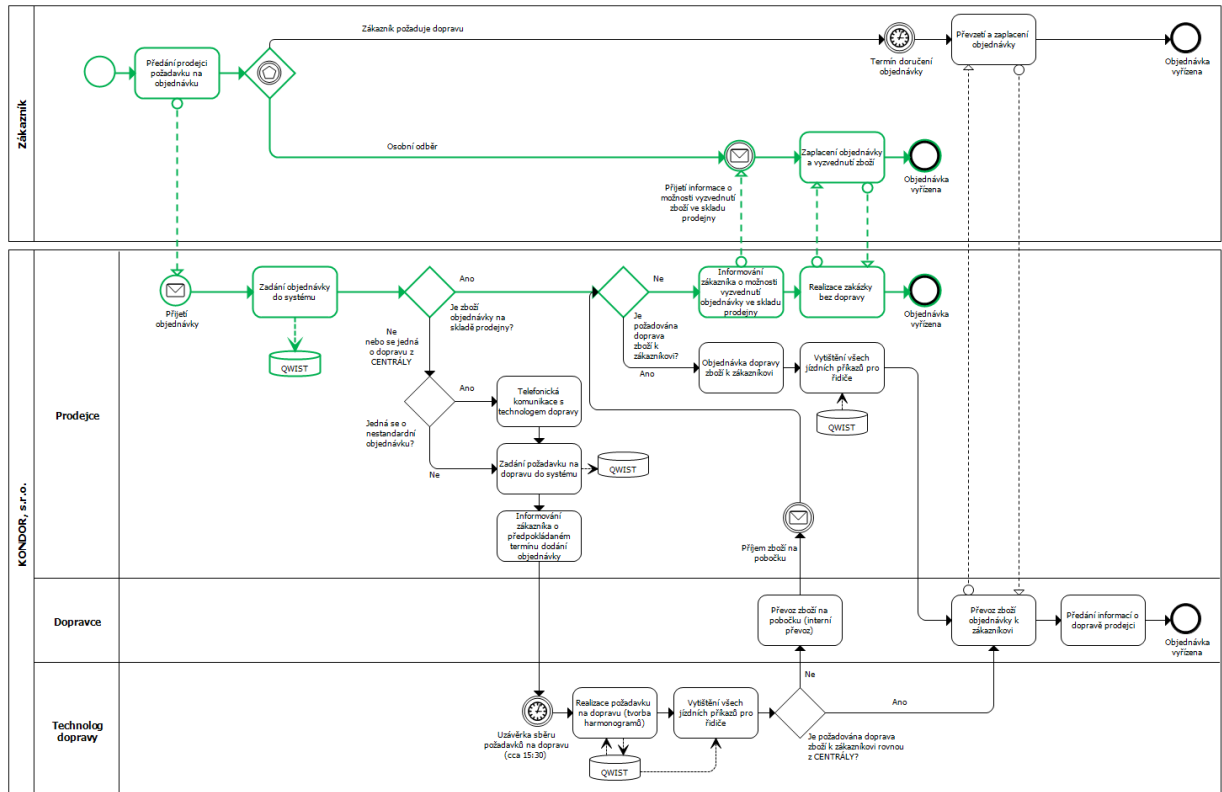 Zákazník
Předání prodejci
požadavku na
objednávku
Zákazník požaduje dopravu
Termín doručení
objednávky
Převzetí a zaplacení
objednávky
Objednávka
vyřízena
Osobní odběr
Přijetí informace o
možnosti vyzvednutí
zboží ve skladu
prodejny
Zaplacení objednávky
a vyzvednutí zboží
Objednávka
vyřízena
KONDOR, s.r.o.
Prodejce
Přijetí
objednávky
Zadání objednávky
do systému
QWIST
Ano
Je zboží
objednávky na
skladě prodejny?
Ne
nebo se jedná
o dopravu z
CENTRÁLY
Ne
Je
požadována
doprava
zboží k
zákazníkovi?
Ano
Informování
zákazníka o možnosti
vyzvednutí
objednávky ve skladu
prodejny
Realizace zakázky
bez dopravy
Objednávka
vyřízena
Objednávka dopravy
zboží k zákazníkovi
Vytištění všech
jízdních příkazů pro
řidiče
QWIST
Ano
Jedná se o
nestandardní
objednávku?
Ne
Telefonická
komunikace s
technologem dopravy
Zadání požadavku na
dopravu do systému
QWIST
Informování
zákazníka o
předpokládaném
termínu dodání
objednávky
Příjem zboží na
pobočku
Dopravce
Převoz zboží na
pobočku (interní
převoz)
Převoz zboží
objednávky k
zákazníkovi
Předání informací o
dopravě prodejci
Objednávka
vyřízena
Technolog
dopravy
Uzávěrka sběru
požadavků na dopravu
(cca 15:30)
Realizace požadavku
na dopravu (tvorba
harmonogramů)
QWIST
Vytištění všech
jízdních příkazů pro
řidiče
Ne
Ano
Je požadována doprava
zboží k zákazníkovi rovnou
z CENTRÁLY?